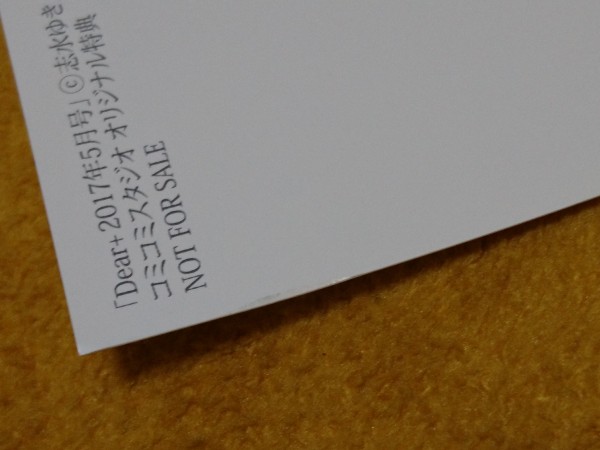 「Dear+ 2017年5月号」©志水ゆき
コミコミスタジオ オリジナル特典
NOT FOR SALE